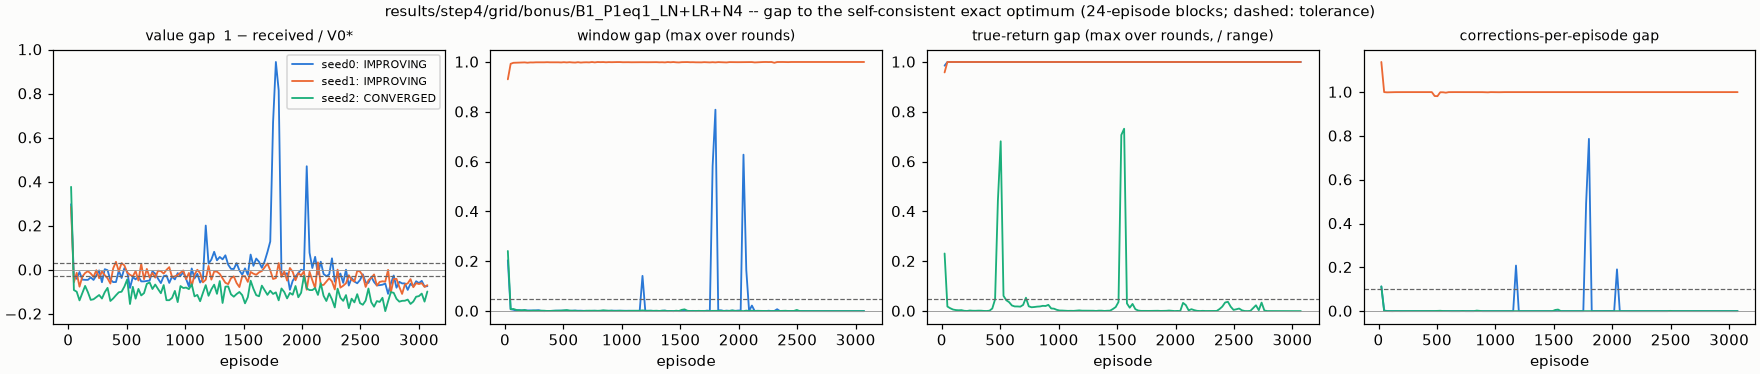 results/step4/grid/bonus/B1_P1eq1_LN+LR+N4 -- gap to the self-consistent exact optimum (24-episode blocks; dashed: tolerance)
value gap  1 − received / V0*
1.0
0.8
0.6
0.4
0.2
0.0
−0.2
seed0: IMPROVING
seed1: IMPROVING
seed2: CONVERGED
0 500 1000 1500 2000 2500 3000
episode
window gap (max over rounds)
1.0
0.8
0.6
0.4
0.2
0.0
0 500 1000 1500 2000 2500 3000
episode
true-return gap (max over rounds, / range)
1.0
0.8
0.6
0.4
0.2
0.0
0 500 1000 1500 2000 2500 3000
episode
corrections-per-episode gap
1.0
0.8
0.6
0.4
0.2
0.0
0 500 1000 1500 2000 2500 3000
episode